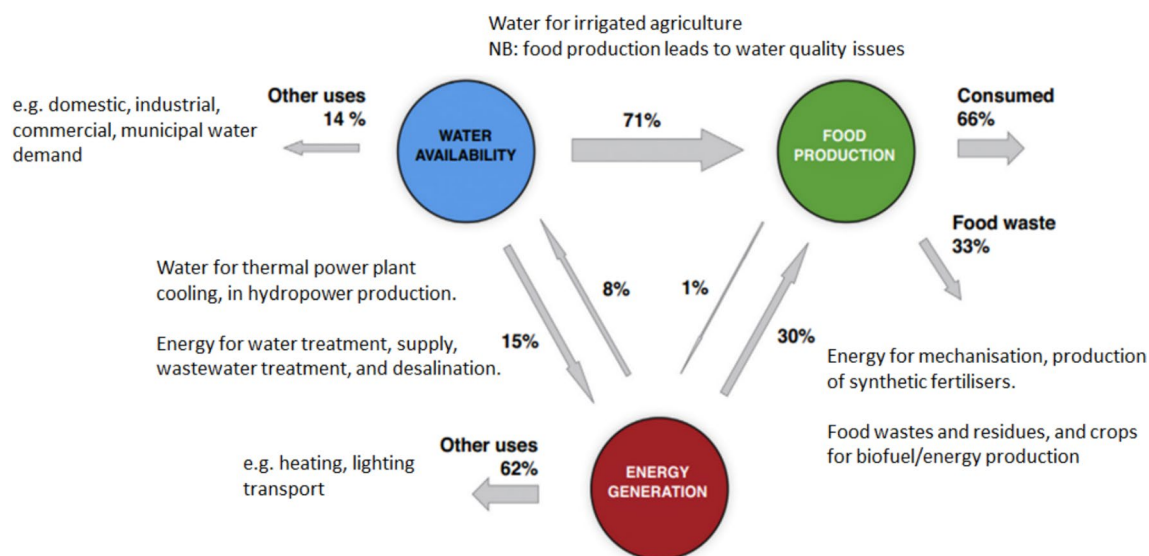 Water for irrigated agriculture
NB: food production leads to water quality issues
e.g. domestic, industrial,
commercial, municipal water
demand
Other uses
14 %
WATER
AVAILABILITY
71%
FOOD
PRODUCTION
Consumed
66%
Food waste
33%
Water for thermal power plant
cooling, in hydropower production.
Energy for water treatment, supply,
wastewater treatment, and desalination.
15%
8%
1%
30%
Energy for mechanisation, production
of synthetic fertilisers.
Food wastes and residues, and crops
for biofuel/energy production
e.g. heating, lighting
transport
Other uses
62%
ENERGY
GENERATION